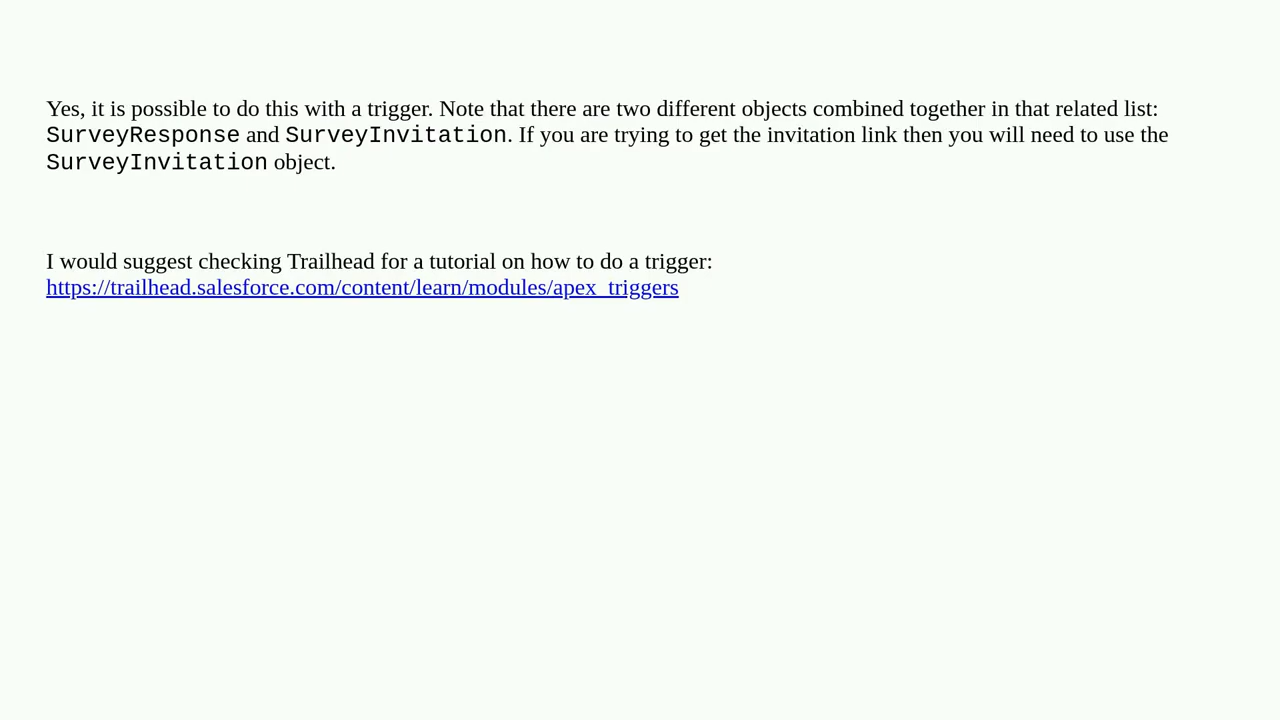 Yes, it is possible to do this with a trigger. Note that there are two different objects combined together in that related list:
SurveyResponse and SurveyInvitation. If you are trying to get the invitation link then you will need to use the
SurveyInvitation object.
I would suggest checking Trailhead for a tutorial on how to do a trigger:
https://trailhead.salesforce.com/content/learn/modules/apex_triggers